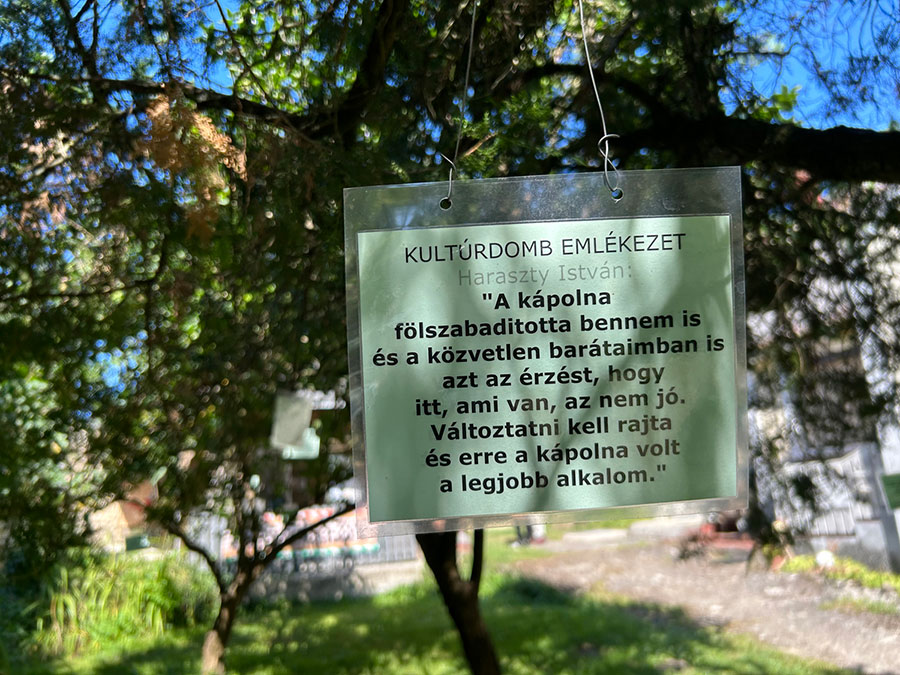 KULTÚRDOMB EMLÉKEZET
Haraszty István:
"A kápolna
fölszabaditotta bennem is
és a közvetlen barátaimban is
azt az érzést, hogy
itt, ami van, az nem jó.
Változtatni kell rajta
és erre a kápolna volt
a legjobb alkalom."